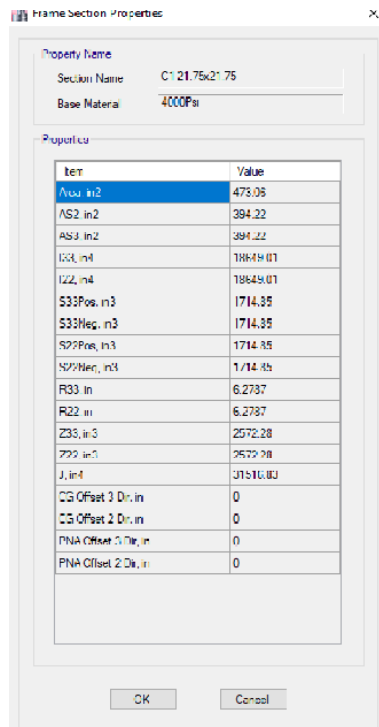 Frame Section Properties
Property Name
Section Name C1 21.75x21.75
Base Material 4000Psi
Properties
Item Value
Area, in2 473.06
AS2, in2 394.22
AS3, in2 394.22
I33, in4 18649.01
I22, in4 18649.01
S33Pos, in3 1714.85
S33Neg, in3 1714.85
S22Pos, in3 1714.85
S22Neg, in3 1714.85
R33, in 6.2787
R22, in 6.2787
Z33, in3 2572.28
Z22, in3 2572.28
J, in4 31516.83
CG Offset 3 Dir, in 0
CG Offset 2 Dir, in 0
PNA Offset 3 Dir, in 0
PNA Offset 2 Dir, in 0
OK Cancel